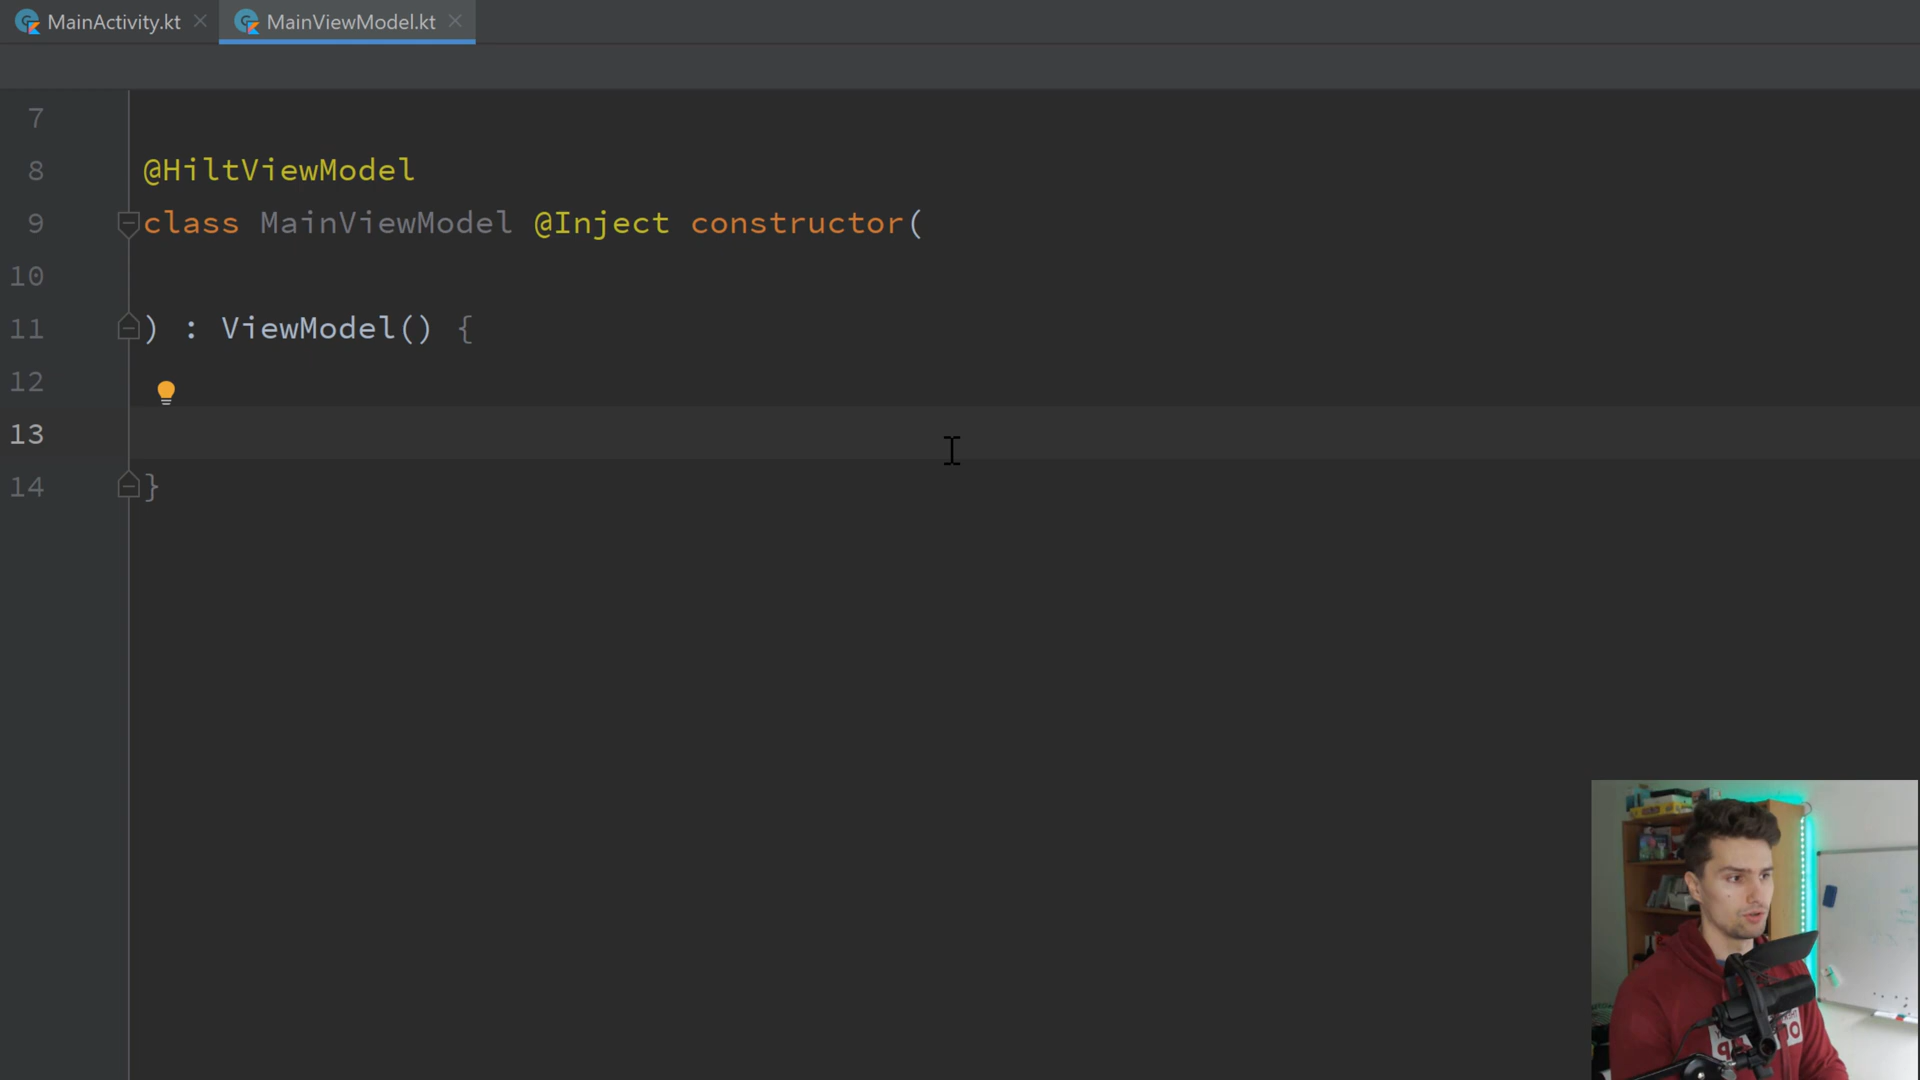 MainActivity.kt
MainViewModel.kt
7
8 @HiltViewModel
9 class MainViewModel @Inject constructor(
10
11 ) : ViewModel() {
12
13
14 }